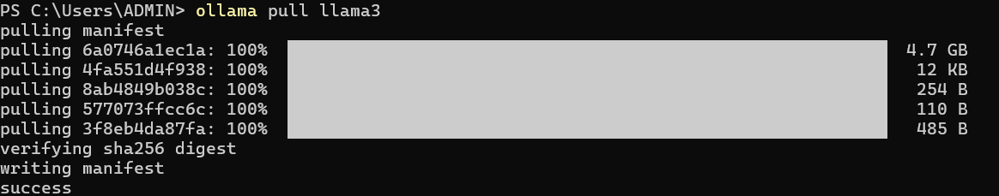 PS C:\Users\ADMIN> ollama pull llama3
pulling manifest
pulling 6a0746a1ec1a: 100% 4.7 GB
pulling 4fa551d4f938: 100% 12 KB
pulling 8ab4849b038c: 100% 254 B
pulling 577073ffcc6c: 100% 110 B
pulling 3f8eb4da87fa: 100% 485 B
verifying sha256 digest
writing manifest
success